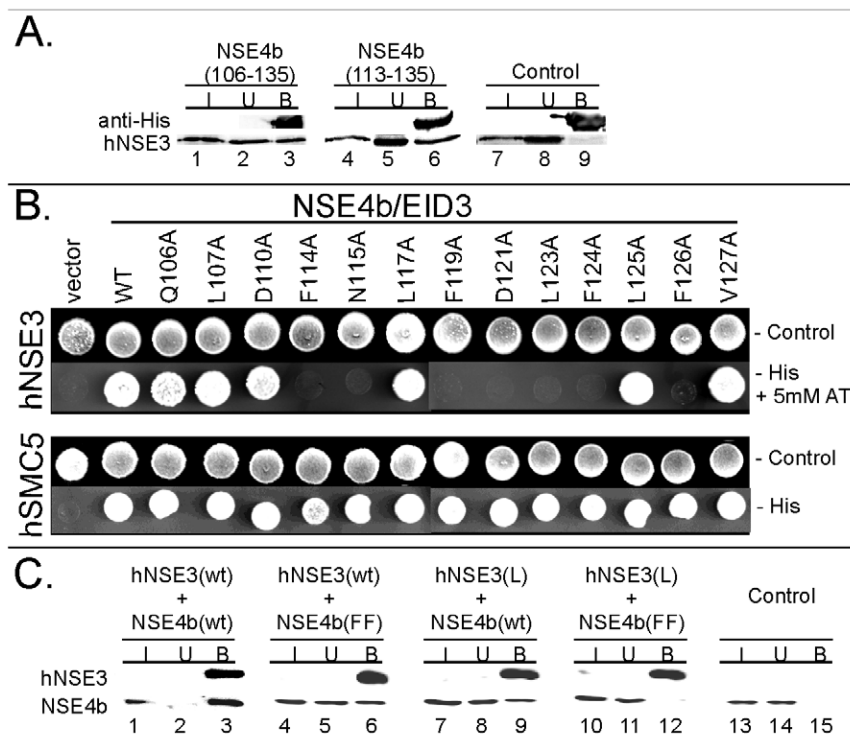 A.
NSE4b NSE4b
(106-135) (113-135) Control
I U B I U B I U B
anti-His
hNSE3
1 2 3 4 5 6 7 8 9
B.
NSE4b/EID3
vector WT Q106A L107A D110A F114A N115A L117A F119A D121A L123A F124A L125A F126A V127A
hNSE3
- Control
- His
+ 5mM AT
hSMC5
- Control
- His
C.
hNSE3(wt) hNSE3(wt) hNSE3(L) hNSE3(L)
+ + + + Control
NSE4b(wt) NSE4b(FF) NSE4b(wt) NSE4b(FF)
I U B I U B I U B I U B I U B
hNSE3
NSE4b
1 2 3 4 5 6 7 8 9 10 11 12 13 14 15